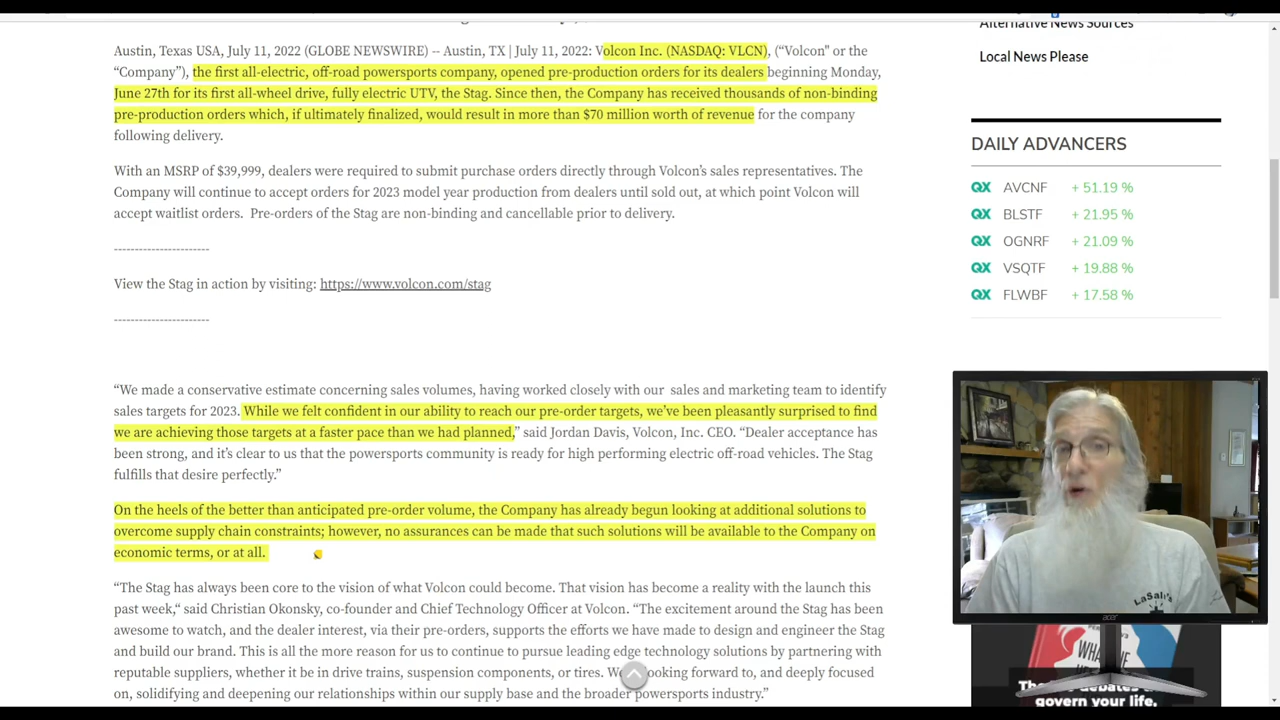 Austin, Texas USA, July 11, 2022 (GLOBE NEWSWIRE) -- Austin, TX | July 11, 2022: Volcon Inc. (NASDAQ: VLCN), (“Volcon" or the
“Company”), the first all-electric, off-road powersports company, opened pre-production orders for its dealers beginning Monday,
June 27th for its first all-wheel drive, fully electric UTV, the Stag. Since then, the Company has received thousands of non-binding
pre-production orders which, if ultimately finalized, would result in more than $70 million worth of revenue for the company
following delivery.
With an MSRP of $39,999, dealers were required to submit purchase orders directly through Volcon’s sales representatives. The
Company will continue to accept orders for 2023 model year production from dealers until sold out, at which point Volcon will
accept waitlist orders. Pre-orders of the Stag are non-binding and cancellable prior to delivery.
----------------------
View the Stag in action by visiting: https://www.volcon.com/stag
----------------------
“We made a conservative estimate concerning sales volumes, having worked closely with our sales and marketing team to identify
sales targets for 2023. While we felt confident in our ability to reach our pre-order targets, we’ve been pleasantly surprised to find
we are achieving those targets at a faster pace than we had planned,” said Jordan Davis, Volcon, Inc. CEO. “Dealer acceptance has
been strong, and it’s clear to us that the powersports community is ready for high performing electric off-road vehicles. The Stag
fulfills that desire perfectly.”
On the heels of the better than anticipated pre-order volume, the Company has already begun looking at additional solutions to
overcome supply chain constraints; however, no assurances can be made that such solutions will be available to the Company on
economic terms, or at all.
“The Stag has always been core to the vision of what Volcon could become. That vision has become a reality with the launch this
past week,“ said Christian Okonsky, co-founder and Chief Technology Officer at Volcon. “The excitement around the Stag has been
awesome to watch, and the dealer interest, via their pre-orders, supports the efforts we have made to design and engineer the Stag
and build our brand. This is all the more reason for us to continue to pursue leading edge technology solutions by partnering with
reputable suppliers, whether it be in drive trains, suspension components, or tires. ooking forward to, and deeply focused
on, solidifying and deepening our relationships within our supply base and the broader powersports industry.”
Alternative News Sources
Local News Please
DAILY ADVANCERS
QX AVCNF + 51.19 %
QX BLSTF + 21.95 %
QX OGNRF + 21.09 %
QX VSQTF + 19.88 %
QX FLWBF + 17.58 %
acer
govern your life.